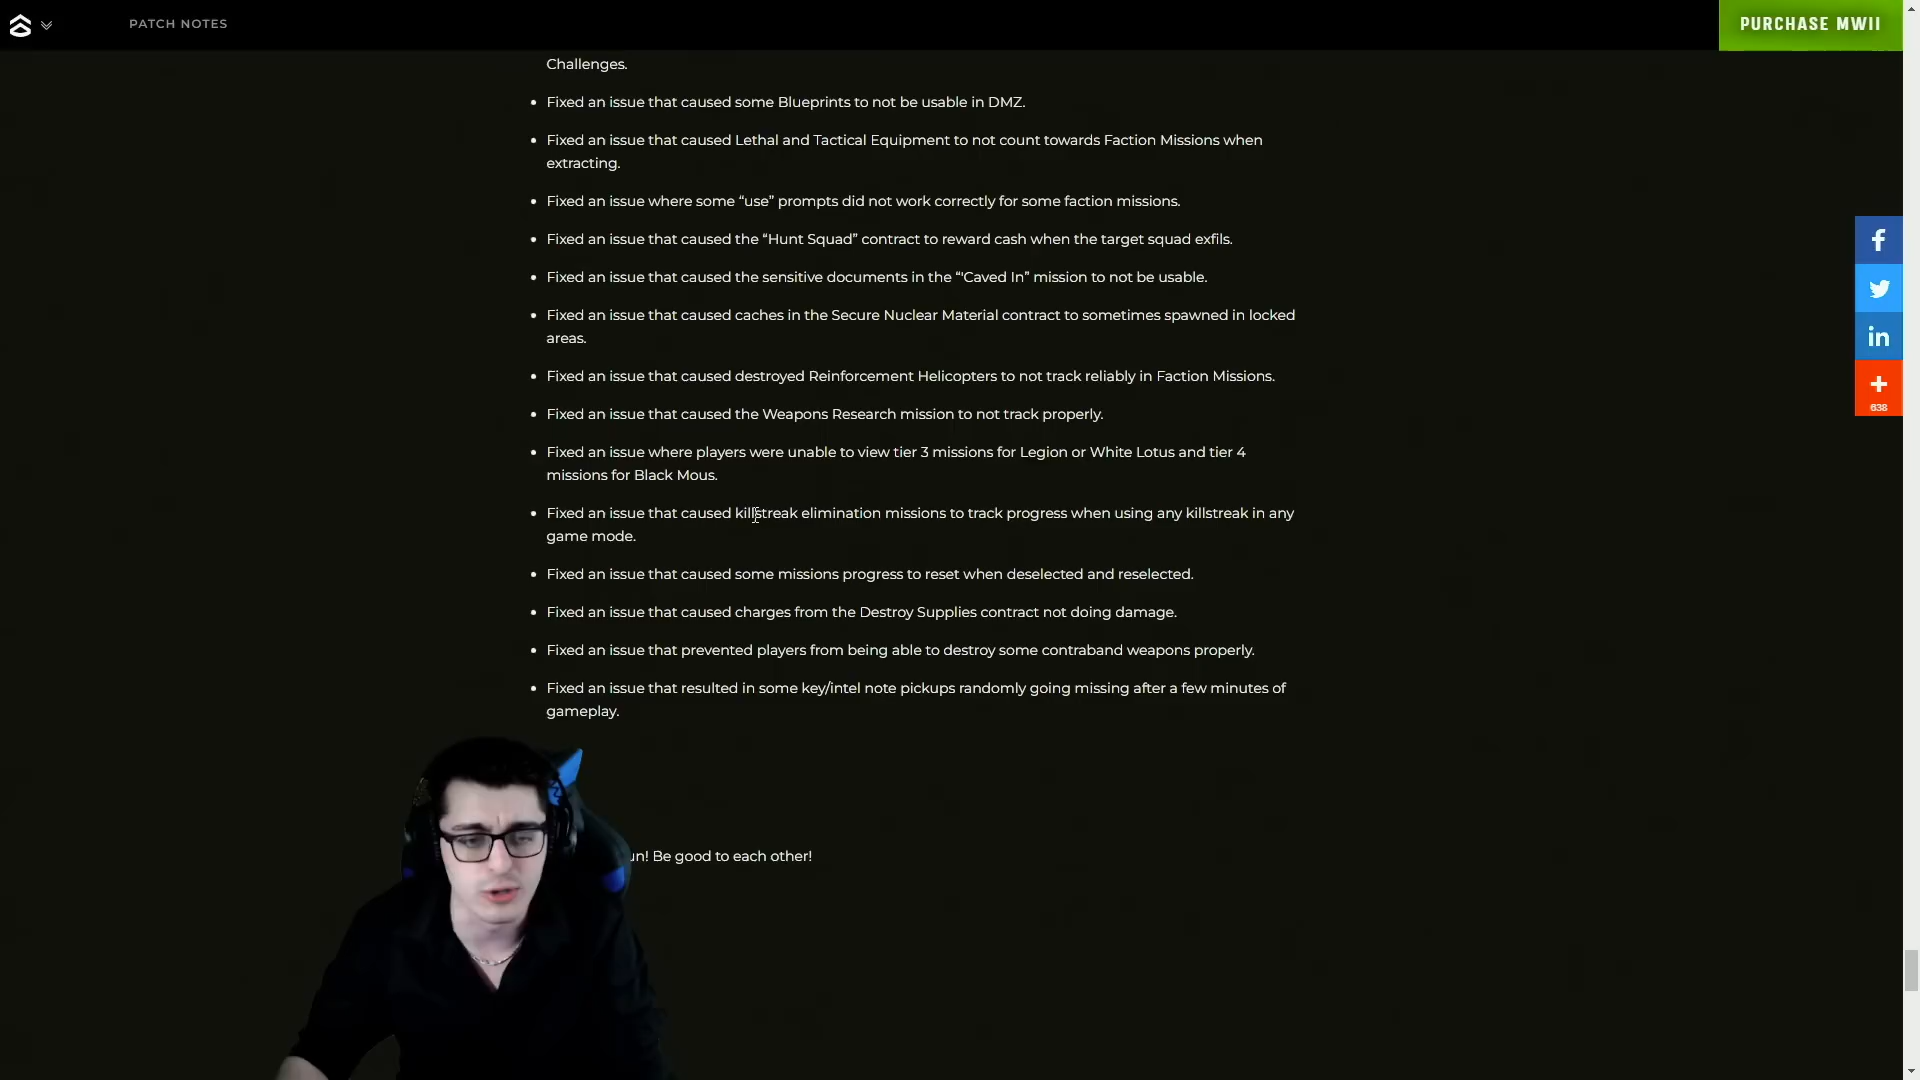 PATCH NOTES
PURCHASE MWII
Challenges.
Fixed an issue that caused some Blueprints to not be usable in DMZ.
Fixed an issue that caused Lethal and Tactical Equipment to not count towards Faction Missions when
extracting.
Fixed an issue where some “use” prompts did not work correctly for some faction missions.
Fixed an issue that caused the “Hunt Squad” contract to reward cash when the target squad exfils.
Fixed an issue that caused the sensitive documents in the “'Caved In” mission to not be usable.
Fixed an issue that caused caches in the Secure Nuclear Material contract to sometimes spawned in locked
areas.
Fixed an issue that caused destroyed Reinforcement Helicopters to not track reliably in Faction Missions.
Fixed an issue that caused the Weapons Research mission to not track properly.
Fixed an issue where players were unable to view tier 3 missions for Legion or White Lotus and tier 4
missions for Black Mous.
Fixed an issue that caused killstreak elimination missions to track progress when using any killstreak in any
game mode.
Fixed an issue that caused some missions progress to reset when deselected and reselected.
Fixed an issue that caused charges from the Destroy Supplies contract not doing damage.
Fixed an issue that prevented players from being able to destroy some contraband weapons properly.
Fixed an issue that resulted in some key/intel note pickups randomly going missing after a few minutes of
gameplay.
un! Be good to each other!
638